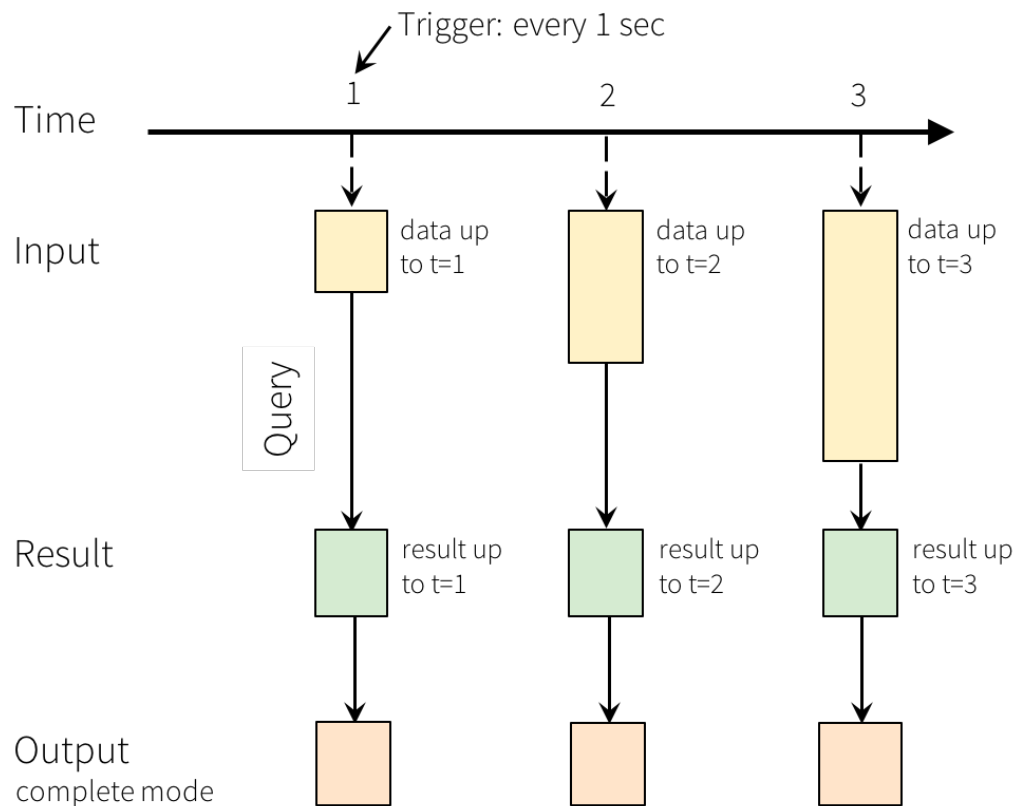 Trigger: every 1 sec
1
2
3
Time
Input
data up
to t=1
data up
to t=2
data up
to t=3
Query
Result
result up
to t=1
result up
to t=2
result up
to t=3
Output
complete mode